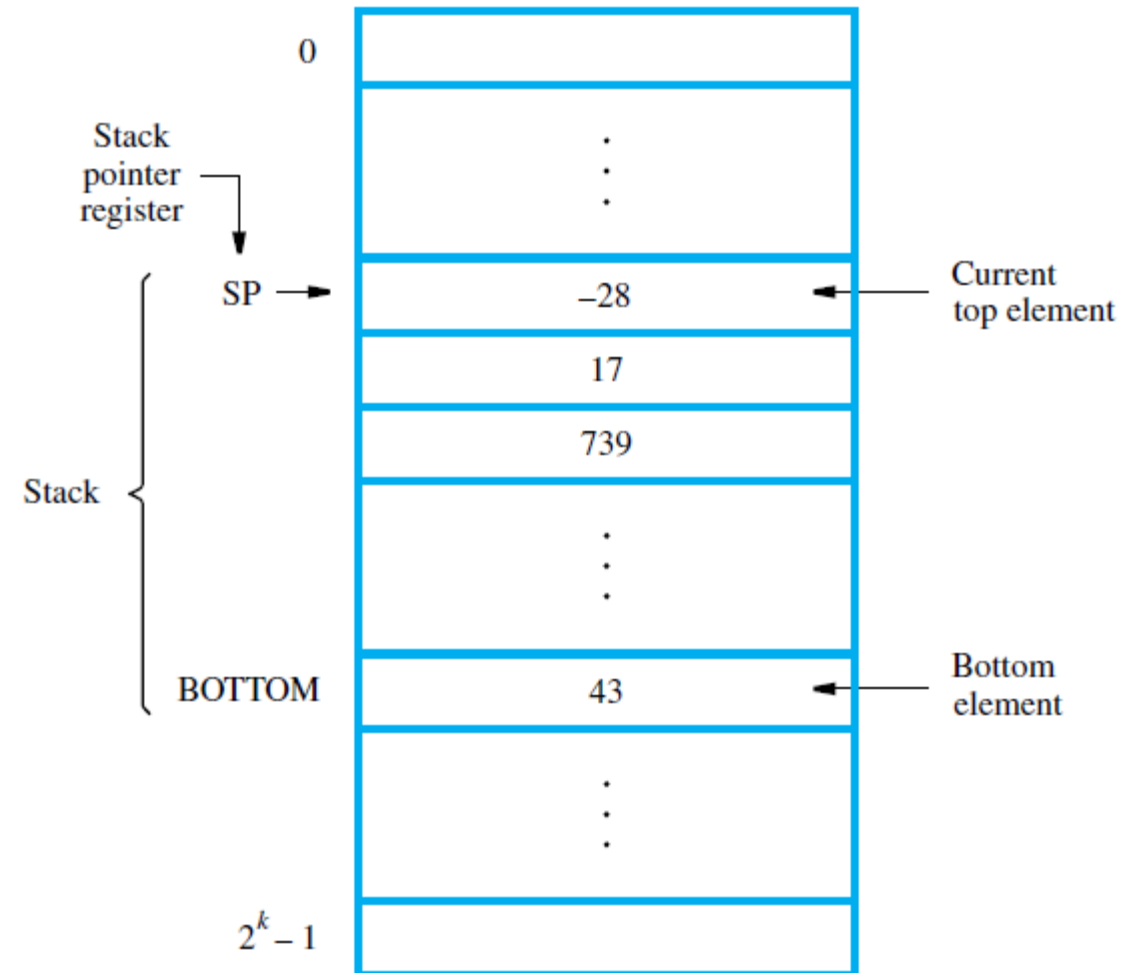 0
Stack
pointer
register
SP
–28
Current
top element
17
739
Stack
BOTTOM
43
Bottom
element
2^k – 1